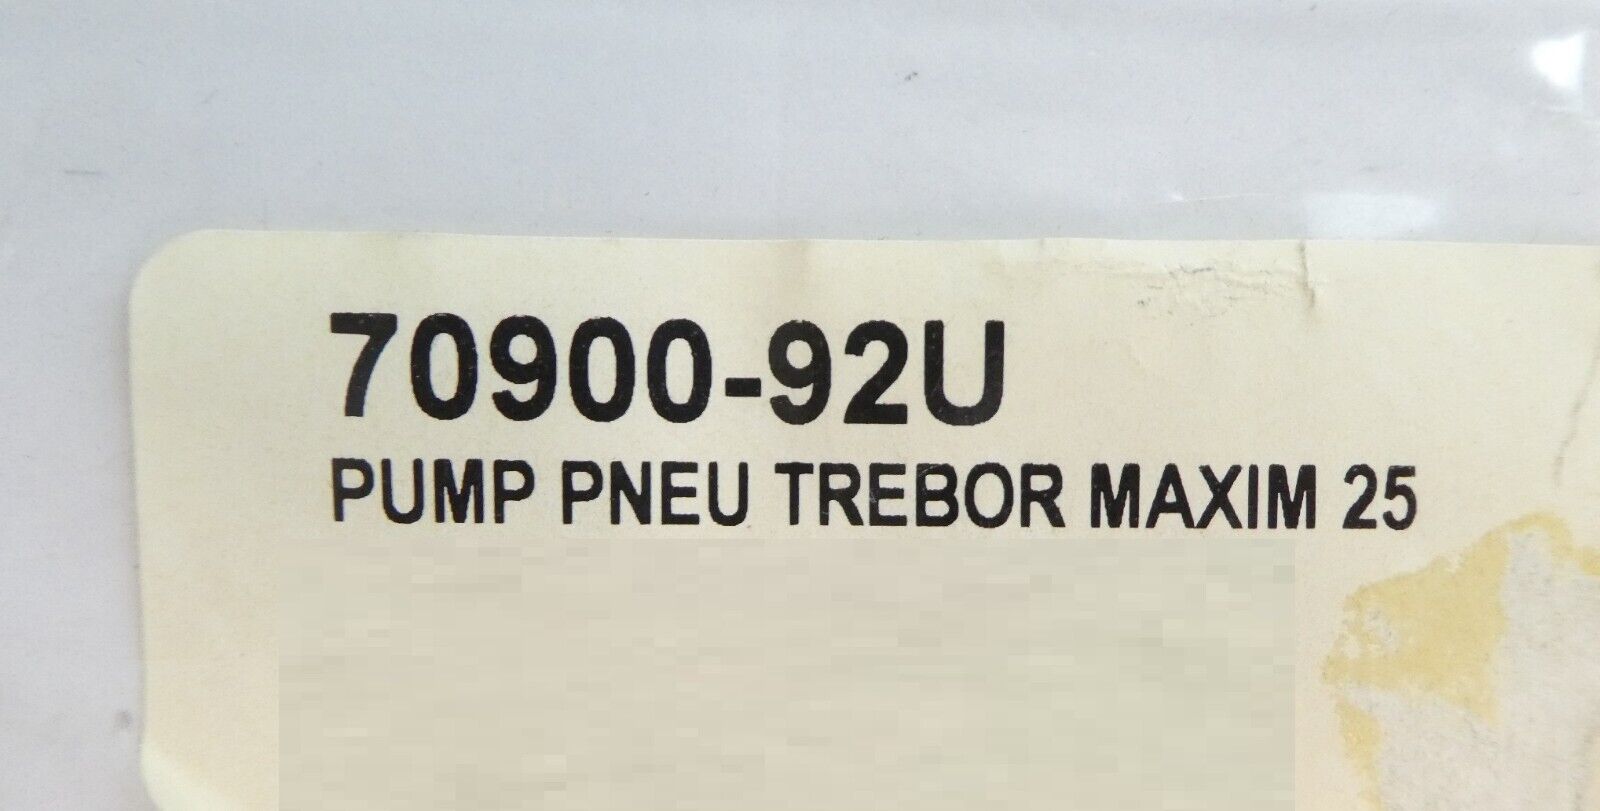 70900-92U
PUMP PNEU TREBOR MAXIM 25